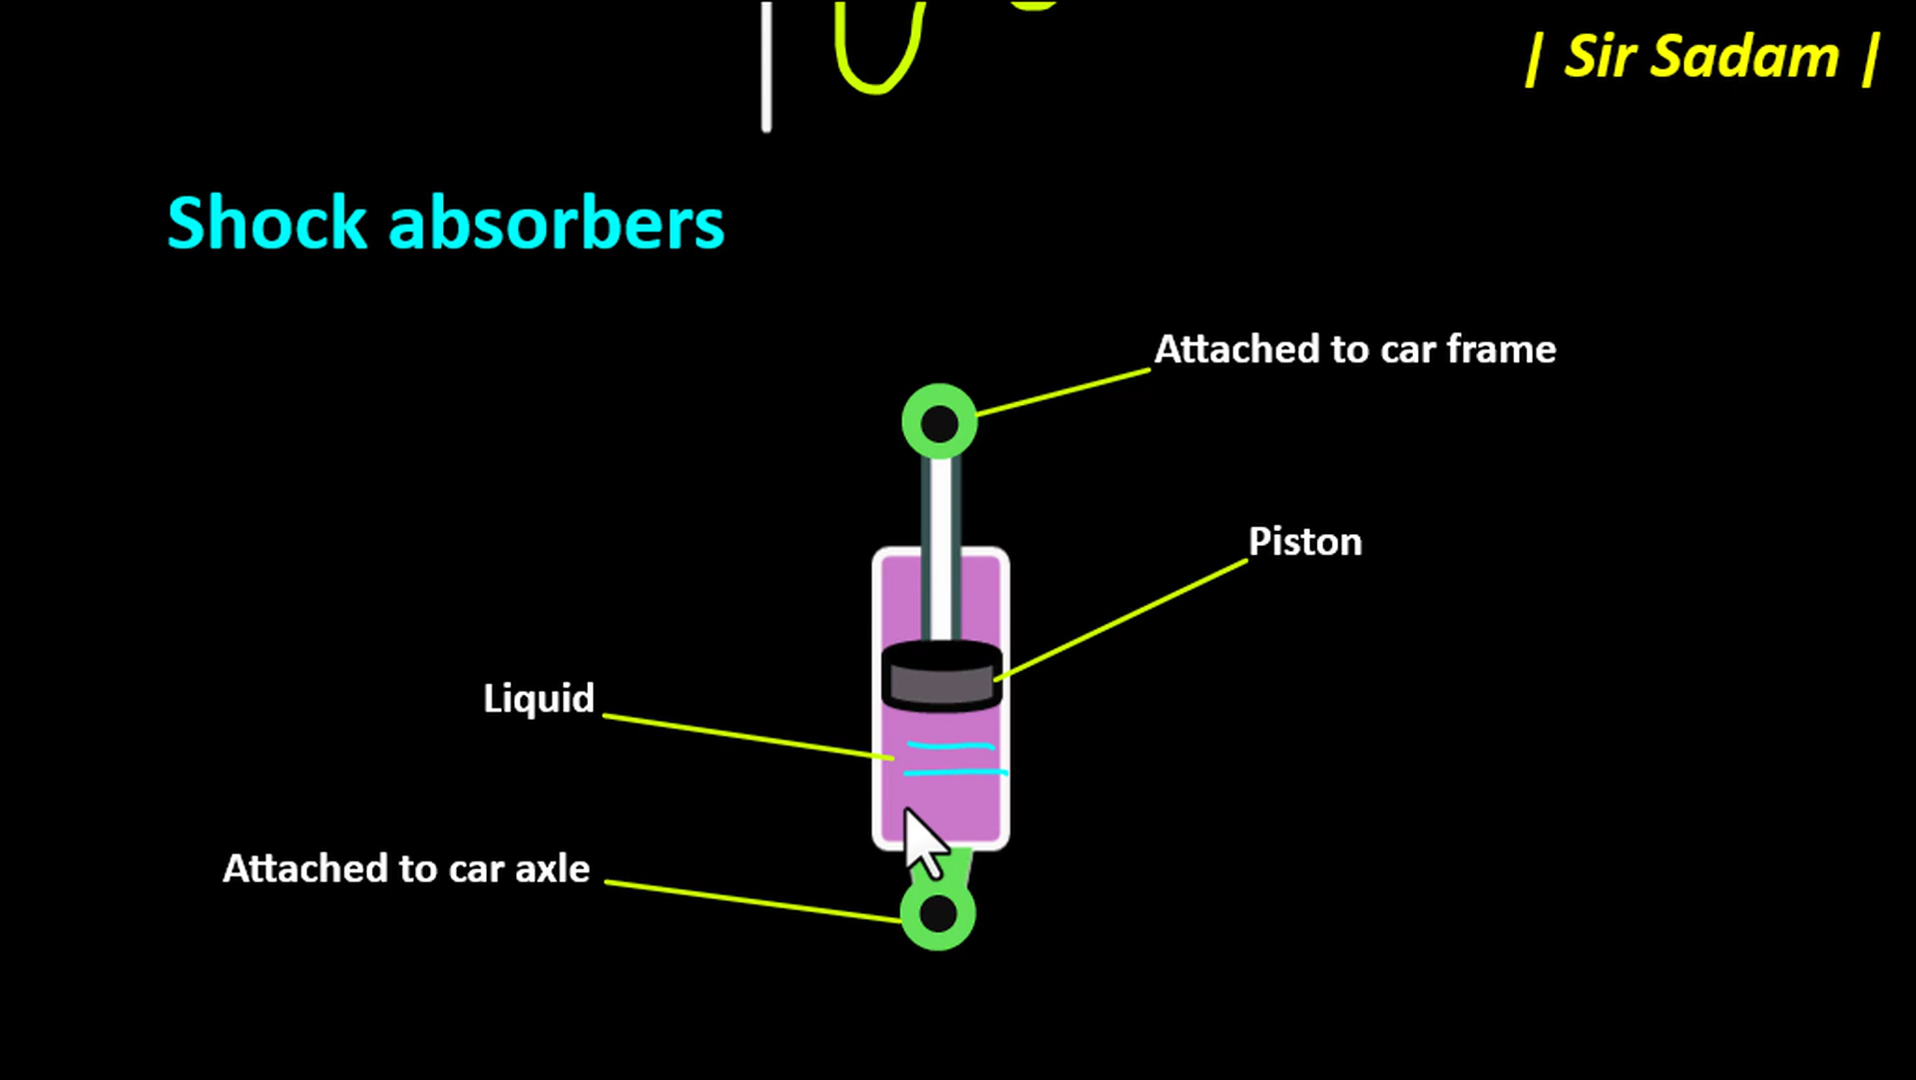 | Sir Sadam |
Shock absorbers
Attached to car frame
Piston
Liquid
Attached to car axle